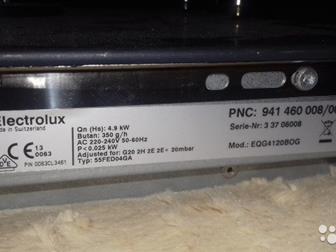 Electrolux
Made in Switzerland
CE 13
0063
PIN 0063CL3461
Qn (Hs): 4.9 kW
Butan: 350 g/h
AC 220-240V 50-60Hz
P< 0.025 kW
Adjusted for: G20 2H 2E 2E+ 20mbar
Typ: 55FED04GA
PNC: 941 460 008/00
Serie-Nr: 3 37 06008
Model: EQG4120BOG
Avito